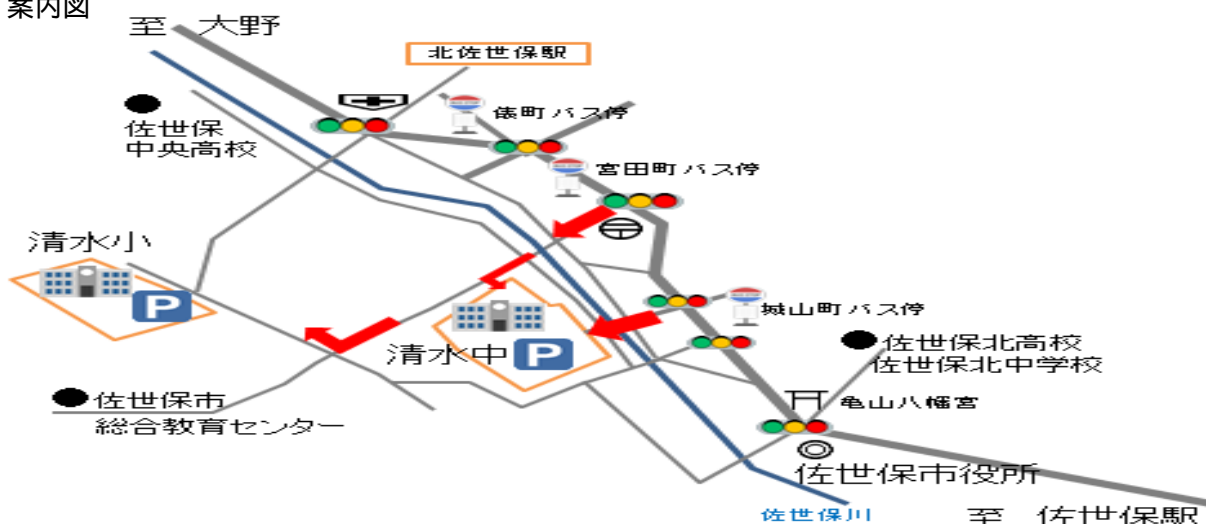 案内図
至　大野
北佐世保駅
俵町バス停
佐世保
中央高校
宮田町バス停
清水小
P
城山町バス停
佐世保北高校
佐世保北中学校
清水中
P
佐世保市
総合教育センター
亀山八幡宮
佐世保市役所
佐世保川
至　佐世保駅